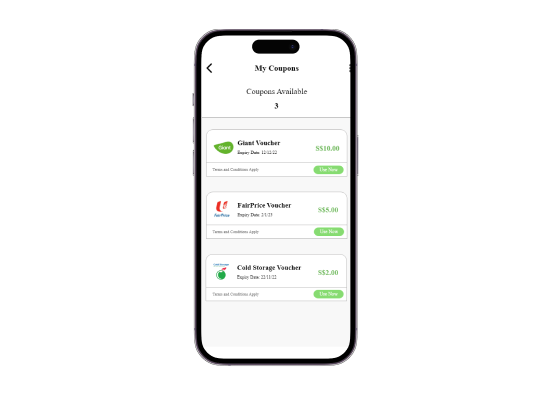 My Coupons
Coupons Available
3
Giant
Giant Voucher
Expiry Date: 12/12/22
S$10.00
Terms and Conditions Apply
Use Now
FairPrice
FairPrice Voucher
Expiry Date: 2/1/23
S$5.00
Terms and Conditions Apply
Use Now
Cold Storage
Cold Storage Voucher
Expiry Date: 22/11/22
S$2.00
Terms and Conditions Apply
Use Now